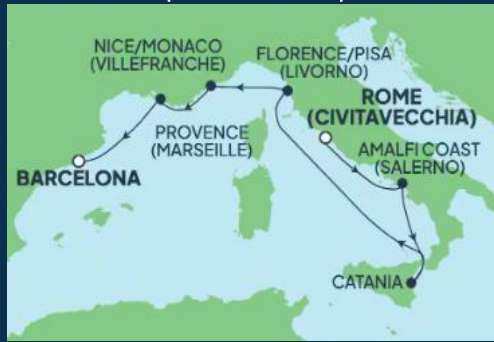 NICE/MONACO
(VILLEFRANCHE)
FLORENCE/PISA
(LIVORNO)
ROME
(CIVITAVECCHIA)
PROVENCE
(MARSEILLE)
AMALFI COAST
(SALERNO)
BARCELONA
CATANIA